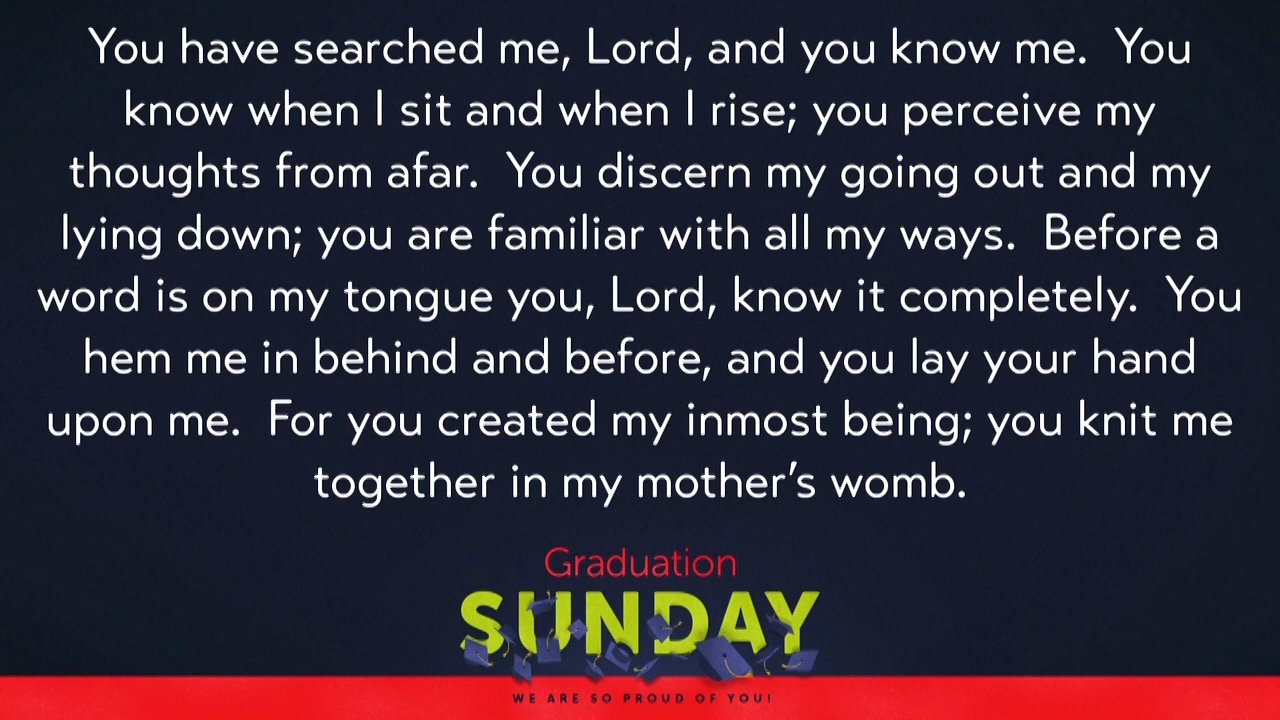 You have searched me, Lord, and you know me.  You
know when I sit and when I rise; you perceive my
thoughts from afar.  You discern my going out and my
lying down; you are familiar with all my ways.  Before a
word is on my tongue you, Lord, know it completely.  You
hem me in behind and before, and you lay your hand
upon me.  For you created my inmost being; you knit me
together in my mother’s womb.
Graduation
SUNDAY
WE ARE SO PROUD OF YOU!